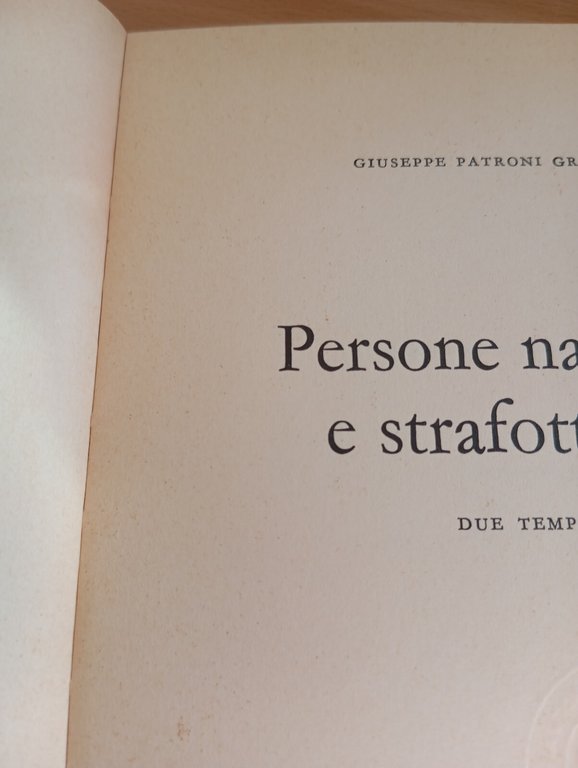 GIUSEPPE PATRONI GR
Persone na
e strafott
DUE TEMP